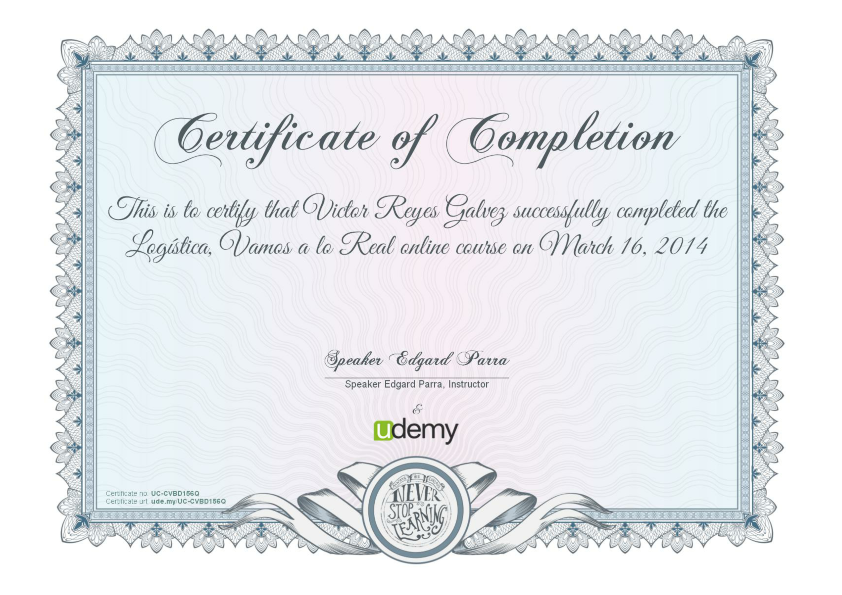 Certificate of Completion
This is to certify that Victor Reyes Galvez successfully completed the
Logística, Vamos a lo Real online course on March 16, 2014
Speaker Edgard Parra
Speaker Edgard Parra, Instructor
&
udemy
Certificate no: UC-CVBD156Q
Certificate url: ude.my/UC-CVBD156Q
NEVER
STOP
LEARNING